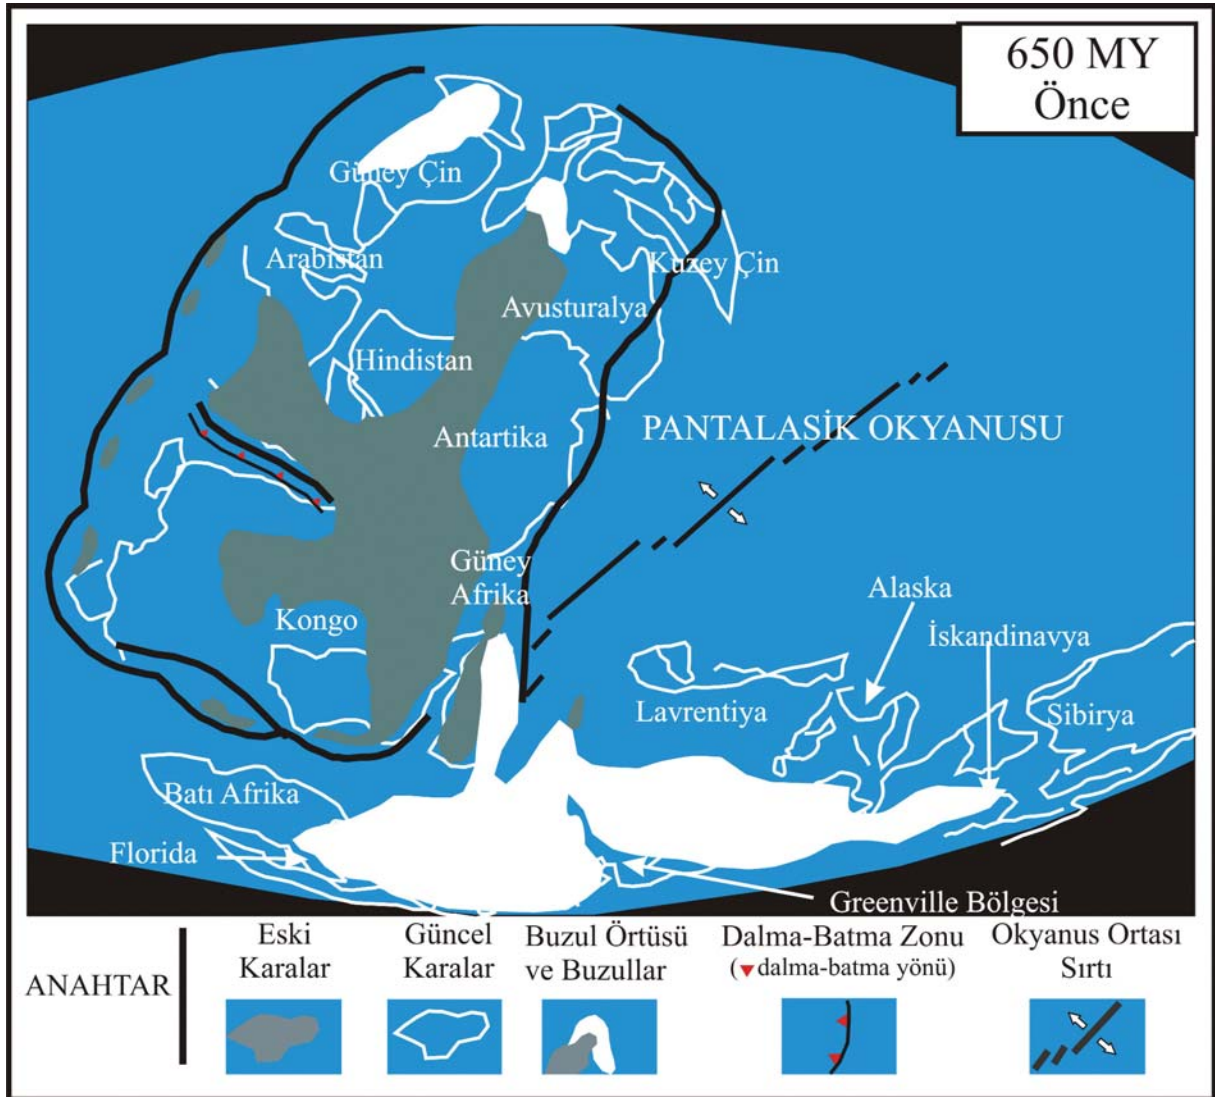 650 MY
Önce
Güney Çin
Arabistan
Kuzey Çin
Avusturalya
Hindistan
Antartika
PANTALASİK OKYANUSU
Güney
Afrika
Alaska
Kongo
İskandinavya
Lavrentiya
Sibirya
Batı Afrika
Florida
Greenville Bölgesi
ANAHTAR
Eski
Karalar
Güncel
Karalar
Buzul Örtüsü
ve Buzullar
Dalma-Batma Zonu
(▼dalma-batma yönü)
Okyanus Ortası
Sırtı